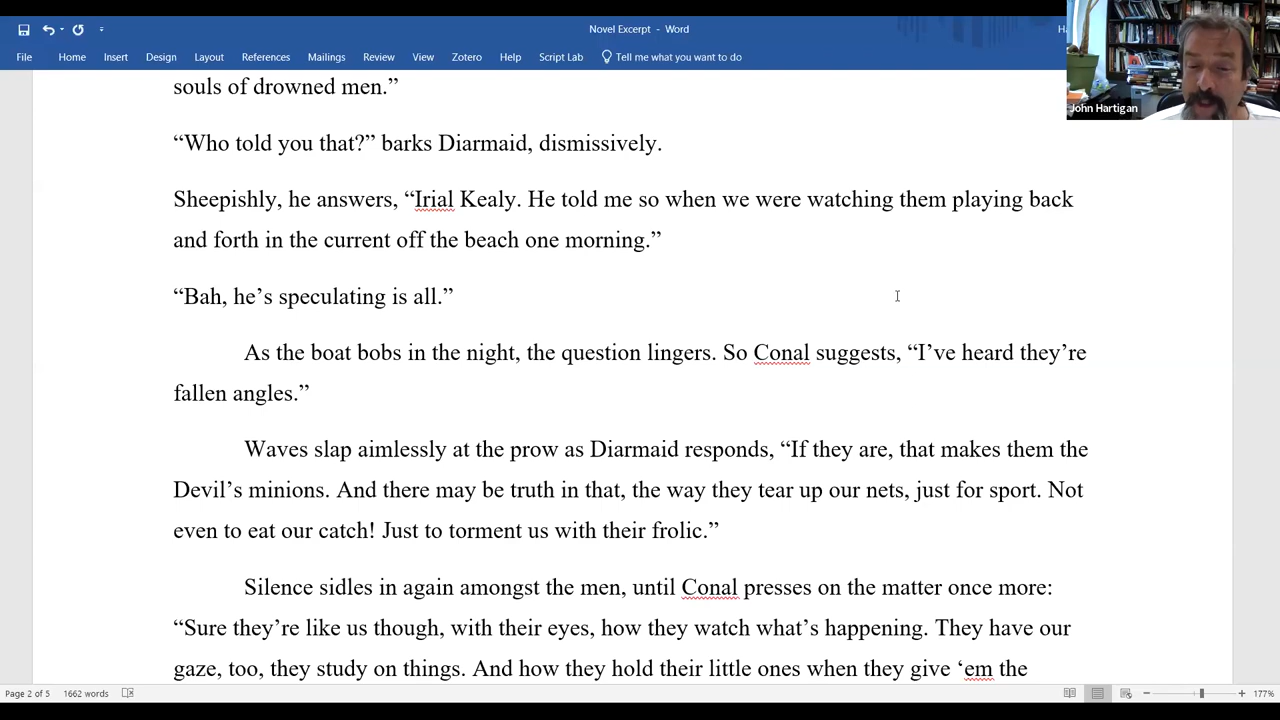 Novel Excerpt - Word
File Home Insert Design Layout References Mailings Review View Zotero Help Script Lab Tell me what you want to do
John Hartigan
souls of drowned men.”
“Who told you that?” barks Diarmaid, dismissively.
Sheepishly, he answers, “Irial Kealy. He told me so when we were watching them playing back
and forth in the current off the beach one morning.”
“Bah, he’s speculating is all.”
As the boat bobs in the night, the question lingers. So Conal suggests, “I’ve heard they’re
fallen angles.”
Waves slap aimlessly at the prow as Diarmaid responds, “If they are, that makes them the
Devil’s minions. And there may be truth in that, the way they tear up our nets, just for sport. Not
even to eat our catch! Just to torment us with their frolic.”
Silence sidles in again amongst the men, until Conal presses on the matter once more:
“Sure they’re like us though, with their eyes, how they watch what’s happening. They have our
gaze, too, they study on things. And how they hold their little ones when they give ‘em the
Page 2 of 5 1662 words 177%